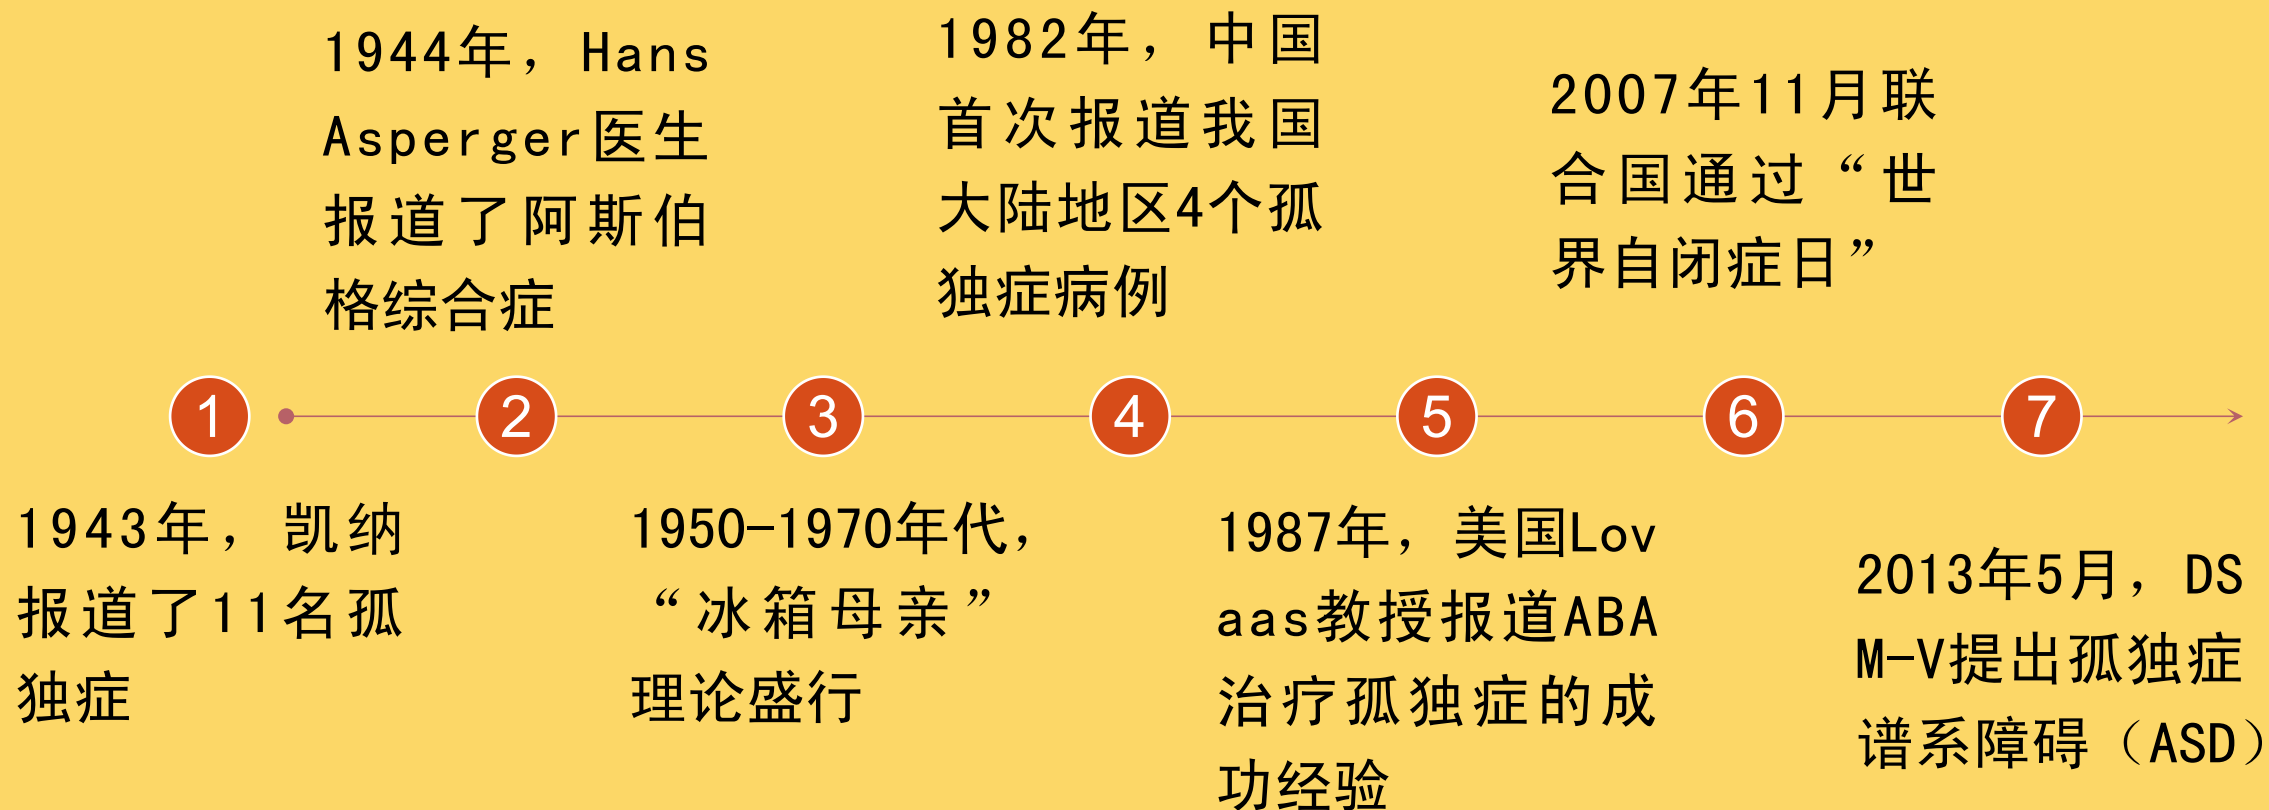 1944年，Hans
Asperger医生
报道了阿斯伯
格综合症
1982年，中国
首次报道我国
大陆地区4个孤
独症病例
2007年11月联
合国通过“世
界自闭症日”
1
2
3
4
5
6
7
1943年，凯纳
报道了11名孤
独症
1950-1970年代，
“冰箱母亲”
理论盛行
1987年，美国Lov
aas教授报道ABA
治疗孤独症的成
功经验
2013年5月，DS
M-V提出孤独症
谱系障碍（ASD）